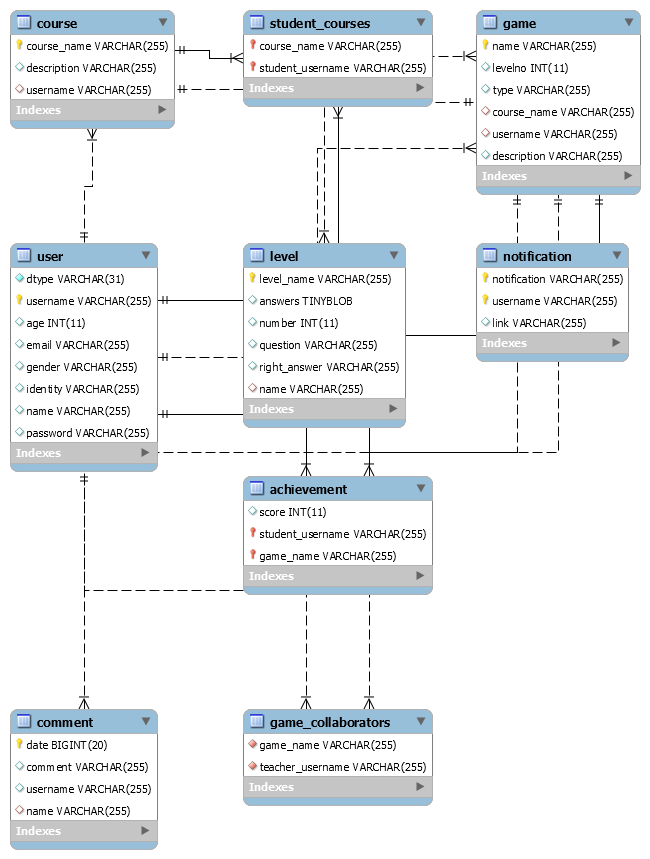 course
course_name VARCHAR(255)
description VARCHAR(255)
username VARCHAR(255)
Indexes
student_courses
course_name VARCHAR(255)
student_username VARCHAR(255)
Indexes
game
name VARCHAR(255)
levelno INT(11)
type VARCHAR(255)
course_name VARCHAR(255)
username VARCHAR(255)
description VARCHAR(255)
Indexes
user
dtype VARCHAR(31)
username VARCHAR(255)
age INT(11)
email VARCHAR(255)
gender VARCHAR(255)
identity VARCHAR(255)
name VARCHAR(255)
password VARCHAR(255)
Indexes
level
level_name VARCHAR(255)
answers TINYBLOB
number INT(11)
question VARCHAR(255)
right_answer VARCHAR(255)
name VARCHAR(255)
Indexes
notification
notification VARCHAR(255)
username VARCHAR(255)
link VARCHAR(255)
Indexes
achievement
score INT(11)
student_username VARCHAR(255)
game_name VARCHAR(255)
Indexes
comment
date BIGINT(20)
comment VARCHAR(255)
username VARCHAR(255)
name VARCHAR(255)
Indexes
game_collaborators
game_name VARCHAR(255)
teacher_username VARCHAR(255)
Indexes